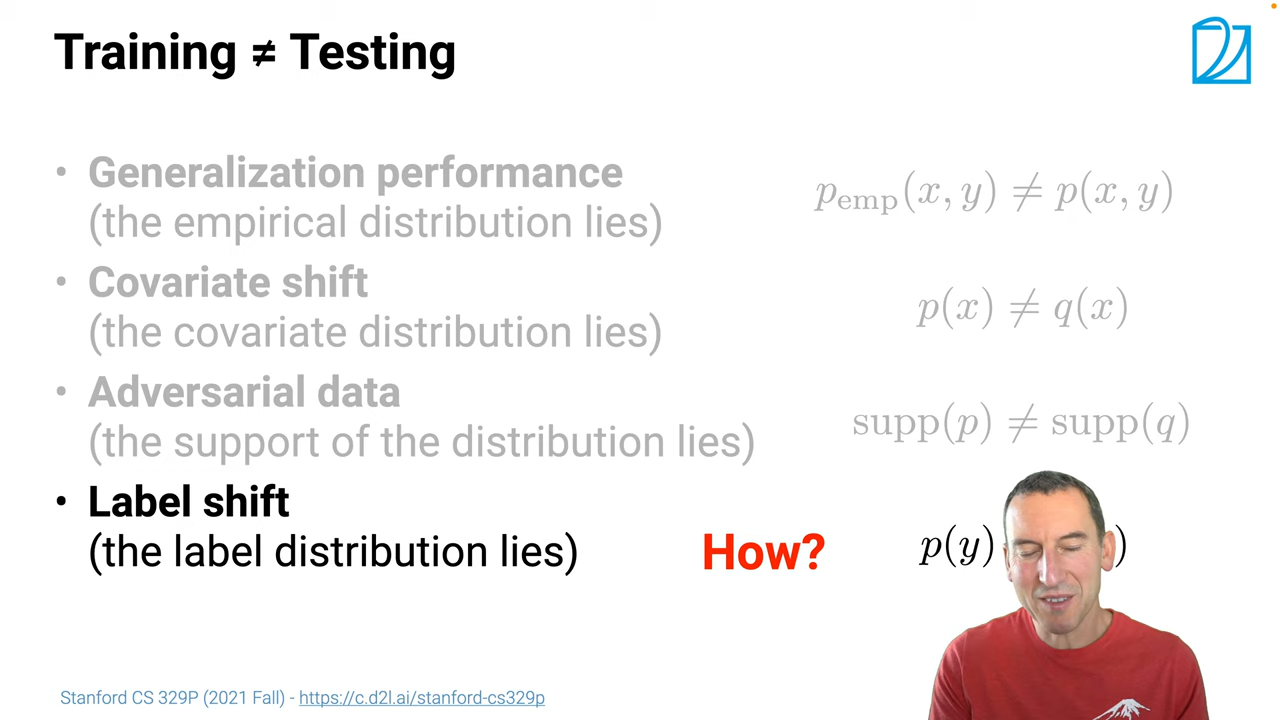 Training ≠ Testing
• Generalization performance
(the empirical distribution lies)
pemp(x, y) ≠ p(x, y)
• Covariate shift
(the covariate distribution lies)
p(x) ≠ q(x)
• Adversarial data
(the support of the distribution lies)
supp(p) ≠ supp(q)
• Label shift
(the label distribution lies)
How?
p(y) )
Stanford CS 329P (2021 Fall) - https://c.d2l.ai/stanford-cs329p